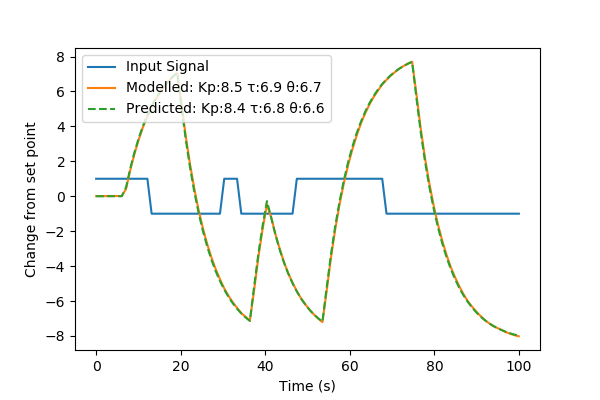 Input Signal
Modelled: Kp:8.5 τ:6.9 θ:6.7
Predicted: Kp:8.4 τ:6.8 θ:6.6
Change from set point
8
6
4
2
0
−2
−4
−6
−8
0 20 40 60 80 100
Time (s)